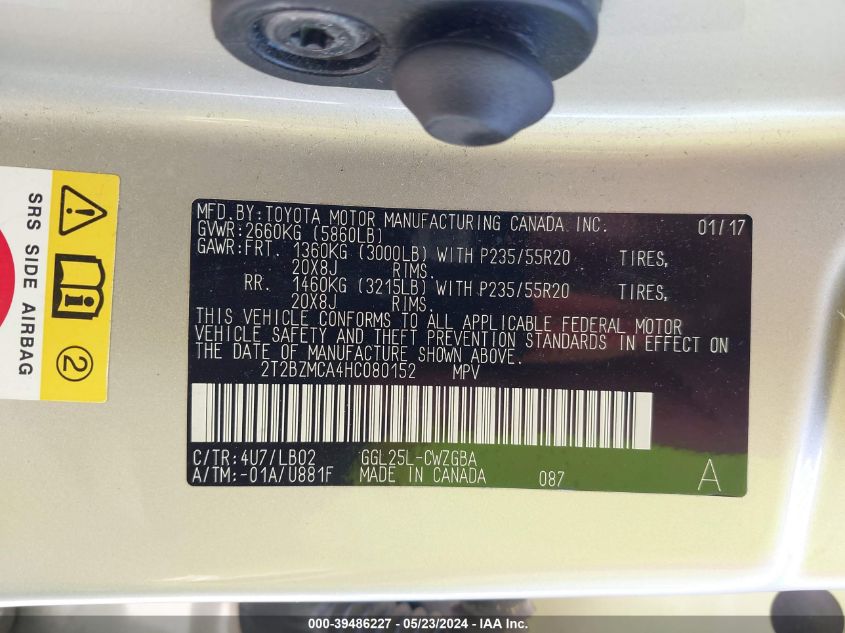 MFD.BY:TOYOTA MOTOR MANUFACTURING CANADA INC. 01/17
GVWR:2660KG (5860LB)
GAWR:FRT. 1360KG (3000LB) WITH P235/55R20 TIRES,
20X8J RIMS.
RR. 1460KG (3215LB) WITH P235/55R20 TIRES,
20X8J RIMS.
THIS VEHICLE CONFORMS TO ALL APPLICABLE FEDERAL MOTOR
VEHICLE SAFETY AND THEFT PREVENTION STANDARDS IN EFFECT ON
THE DATE OF MANUFACTURE SHOWN ABOVE.
2T2BZMCA4HC080152 MPV
C/TR:4U7/LB02 GGL25L-CWZGBA
A/TM:-01A/U881F MADE IN CANADA 087 A
SRS SIDE AIRBAG
2
000-39486227 - 05/23/2024 - IAA Inc.